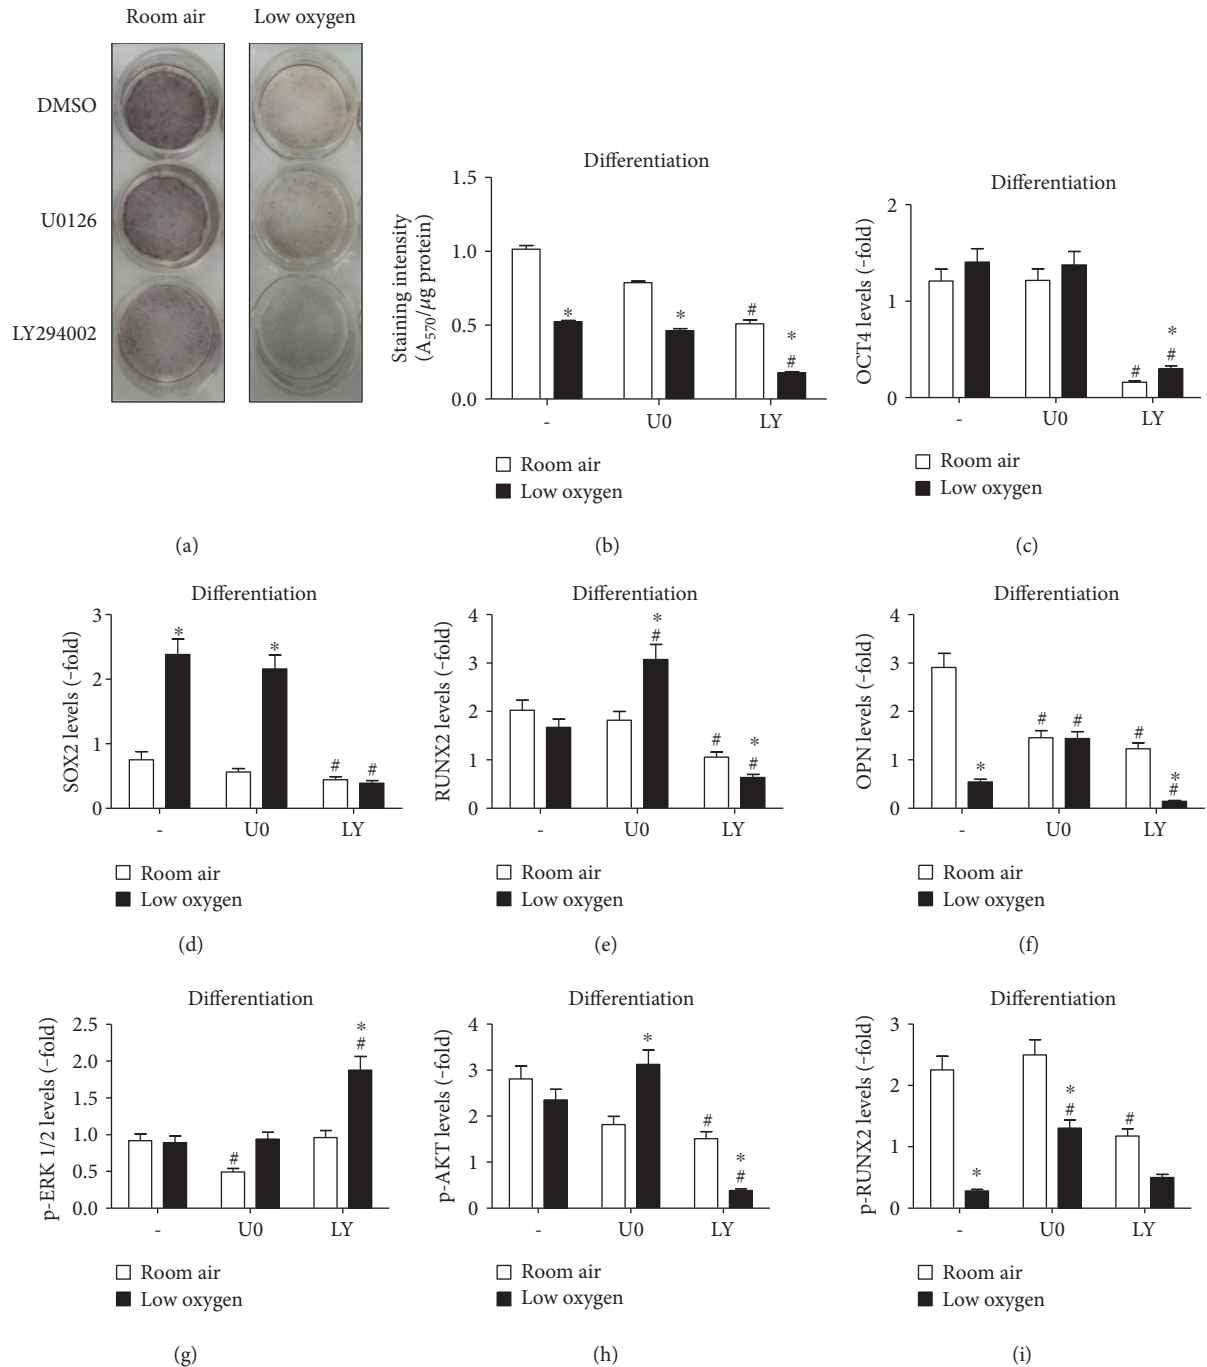 Room air Low oxygen
DMSO
U0126
LY294002
(a)
Differentiation
Staining intensity
(A570/μg protein)
1.5
1.0
0.5
0.0
*
*
#
*
#
- U0 LY
Room air
Low oxygen
(b)
Differentiation
OCT4 levels (-fold)
2
1
0
#
*
#
- U0 LY
Room air
Low oxygen
(c)
Differentiation
SOX2 levels (-fold)
3
2
1
0
*
*
# #
- U0 LY
Room air
Low oxygen
(d)
Differentiation
RUNX2 levels (-fold)
4
3
2
1
0
*
#
#
*
#
- U0 LY
Room air
Low oxygen
(e)
Differentiation
OPN levels (-fold)
4
3
2
1
0
*
# #
#
*
#
- U0 LY
Room air
Low oxygen
(f)
Differentiation
p-ERK 1/2 levels (-fold)
2.5
2.0
1.5
1.0
0.5
0.0
#
*
#
- U0 LY
Room air
Low oxygen
(g)
Differentiation
p-AKT levels (-fold)
4
3
2
1
0
*
#
*
#
- U0 LY
Room air
Low oxygen
(h)
Differentiation
p-RUNX2 levels (-fold)
3
2
1
0
*
*
#
#
- U0 LY
Room air
Low oxygen
(i)